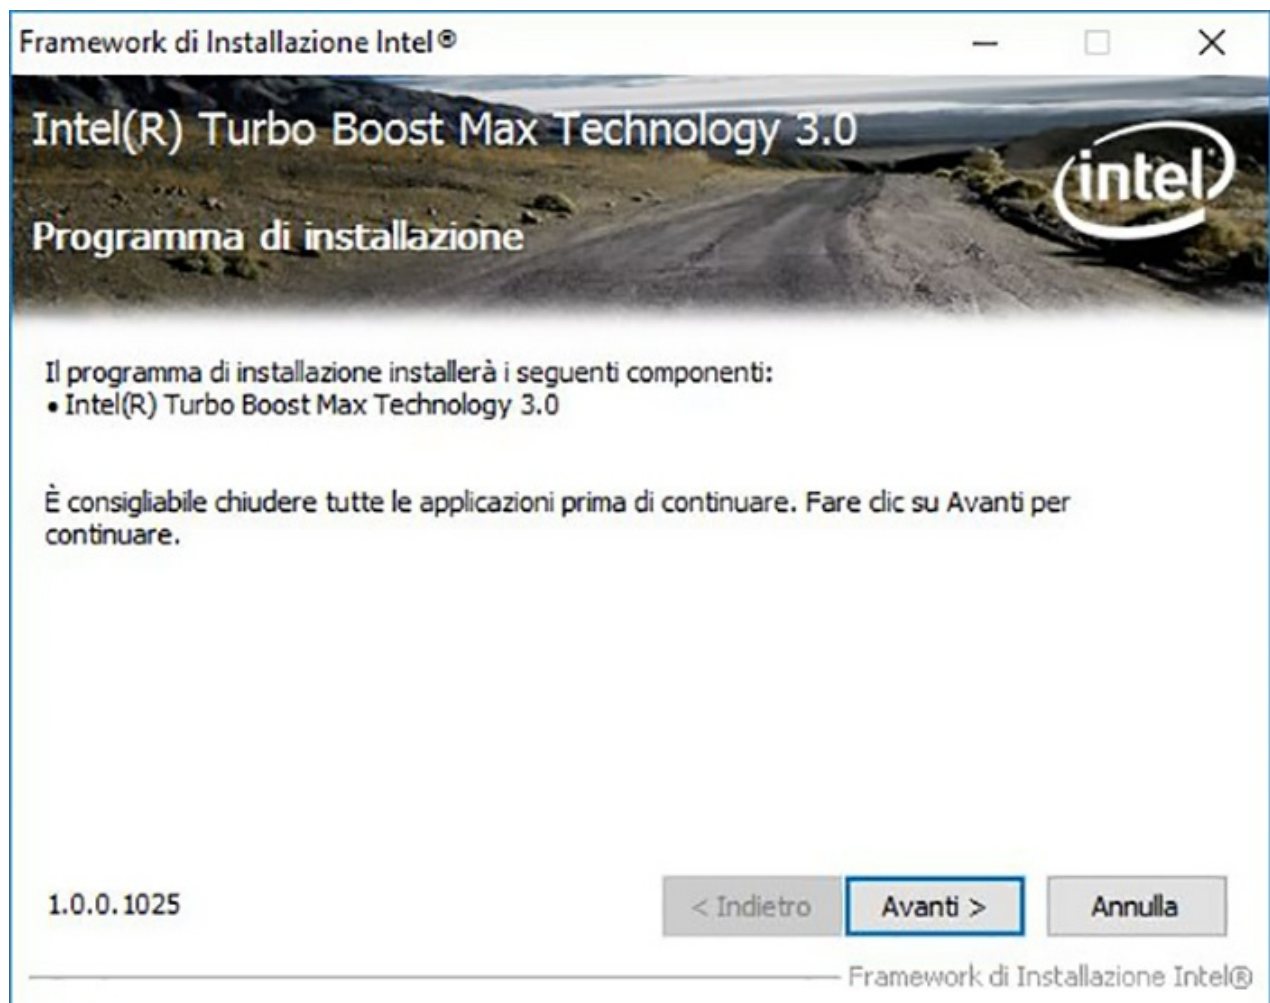 Framework di Installazione Intel®
Intel(R) Turbo Boost Max Technology 3.0
intel
Programma di installazione
Il programma di installazione installerà i seguenti componenti:
• Intel(R) Turbo Boost Max Technology 3.0
È consigliabile chiudere tutte le applicazioni prima di continuare. Fare clic su Avanti per
continuare.
1.0.0.1025
< Indietro
Avanti >
Annulla
Framework di Installazione Intel®